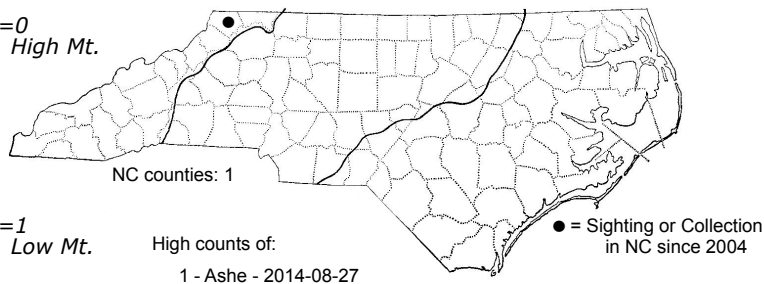 =0
High Mt.
NC counties: 1
=1
Low Mt.
High counts of:
1 - Ashe - 2014-08-27
● = Sighting or Collection
in NC since 2004